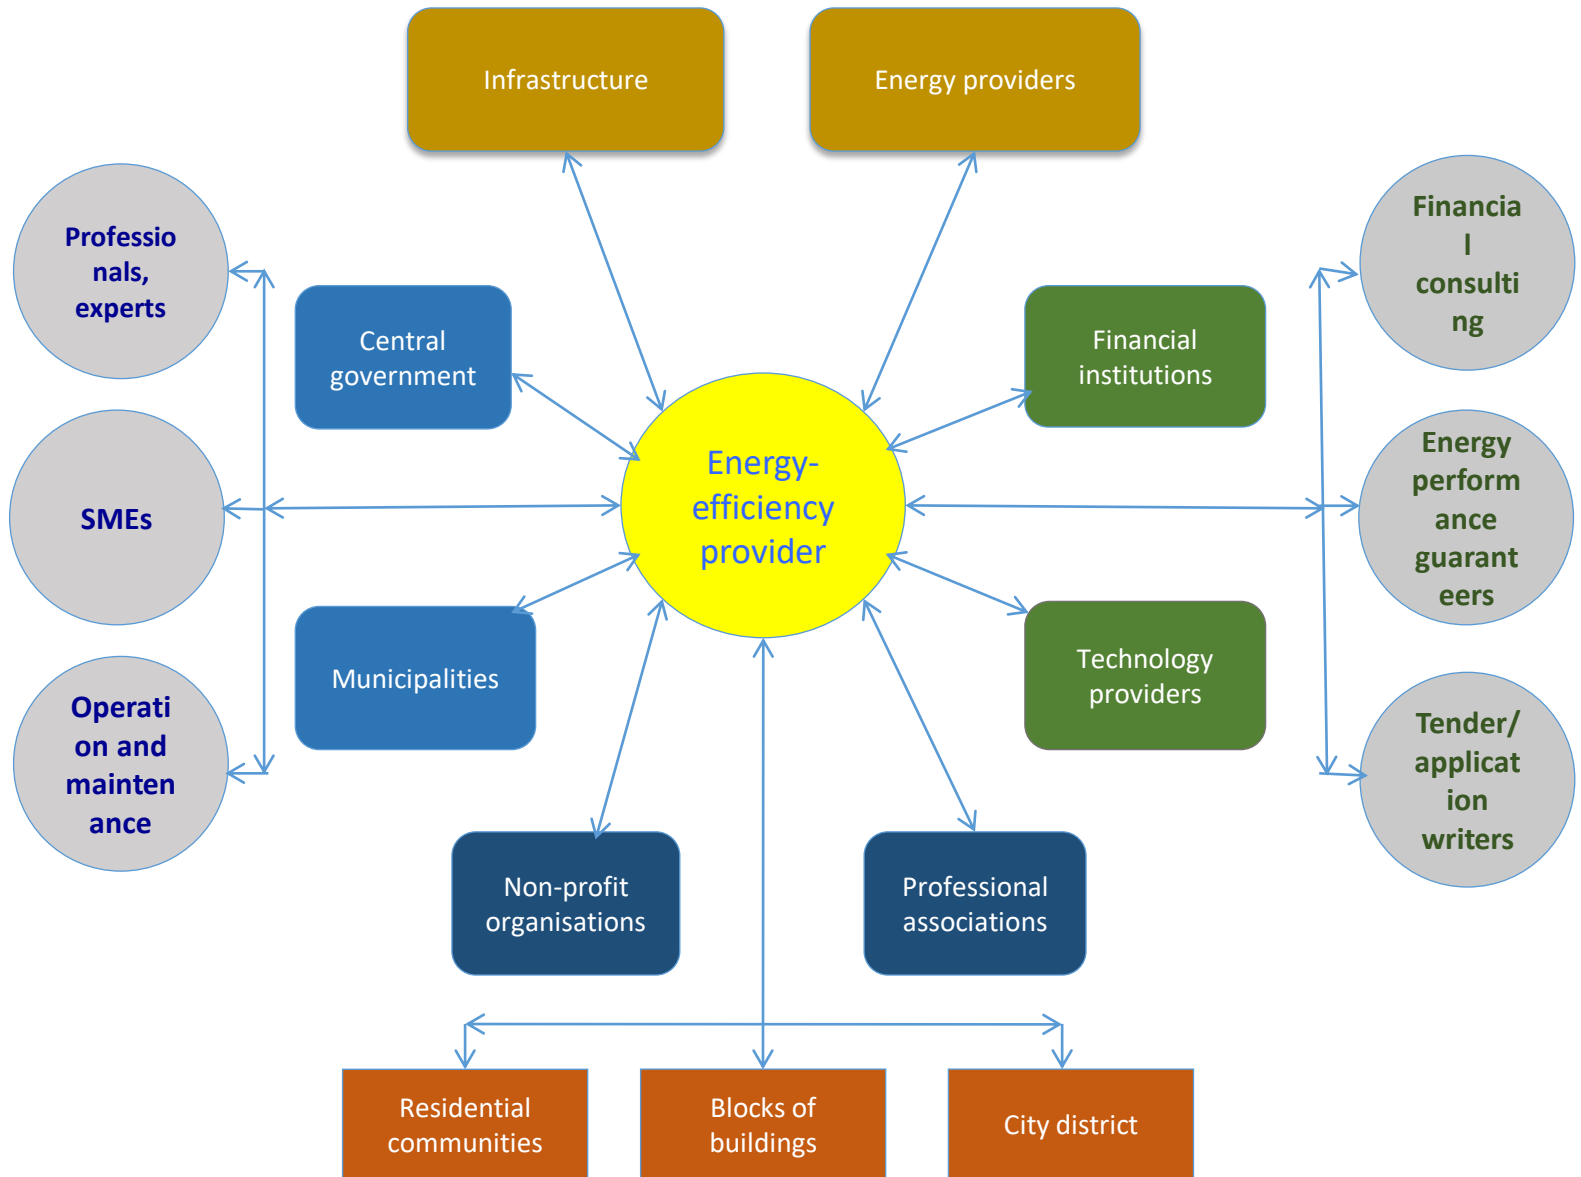 Infrastructure
Energy providers
Professio
nals,
experts
Financia
l
consulti
ng
Central
government
Financial
institutions
Energy-
efficiency
provider
SMEs
Energy
perform
ance
guarant
eers
Municipalities
Technology
providers
Operati
on and
mainten
ance
Tender/
applicat
ion
writers
Non-profit
organisations
Professional
associations
Residential
communities
Blocks of
buildings
City district